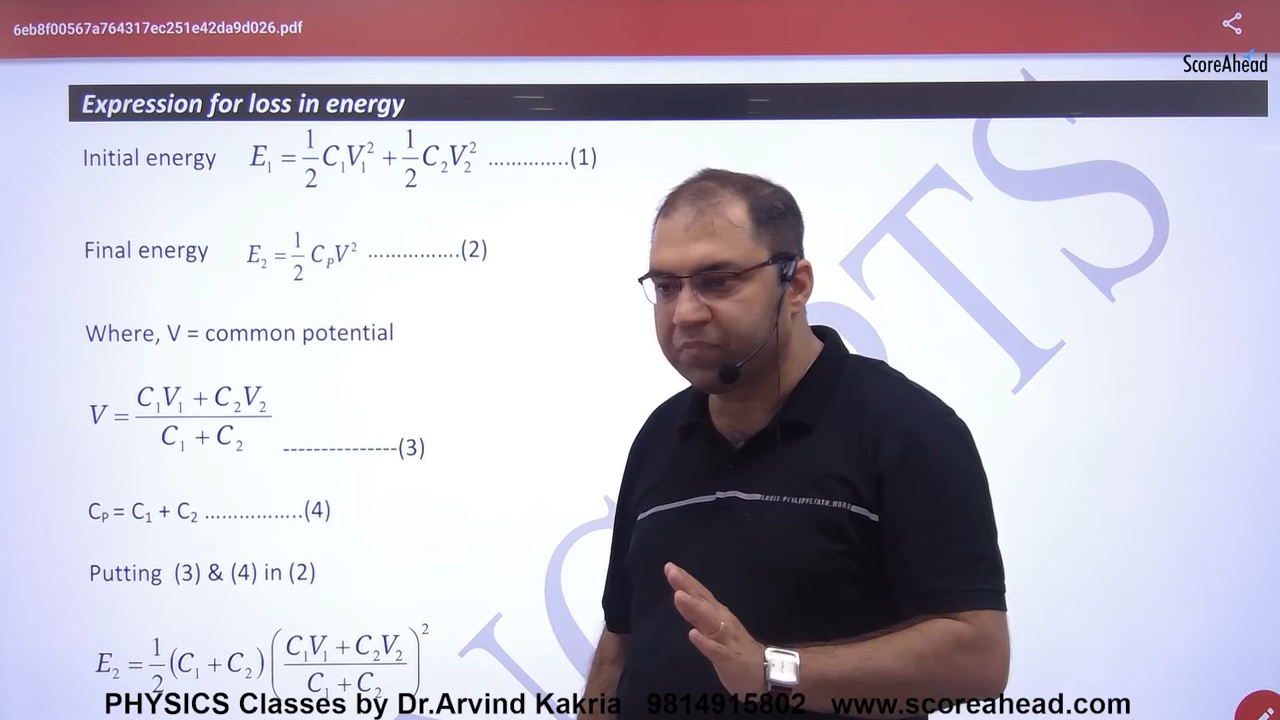 6eb8f00567a764317ec251e42da9d026.pdf
ScoreAhead
Expression for loss in energy
Initial energy E₁ = 1/2 C₁V₁² + 1/2 C₂V₂² ..............(1)
Final energy E₂ = 1/2 C_PV² ................(2)
Where, V = common potential
V = (C₁V₁ + C₂V₂)/(C₁ + C₂) ---------------(3)
C_P = C₁ + C₂ .................(4)
Putting (3) & (4) in (2)
E₂ = 1/2 (C₁ + C₂) ((C₁V₁ + C₂V₂)/(C₁ + C₂))²
PHYSICS Classes by Dr.Arvind Kakria 9814915802 www.scoreahead.com